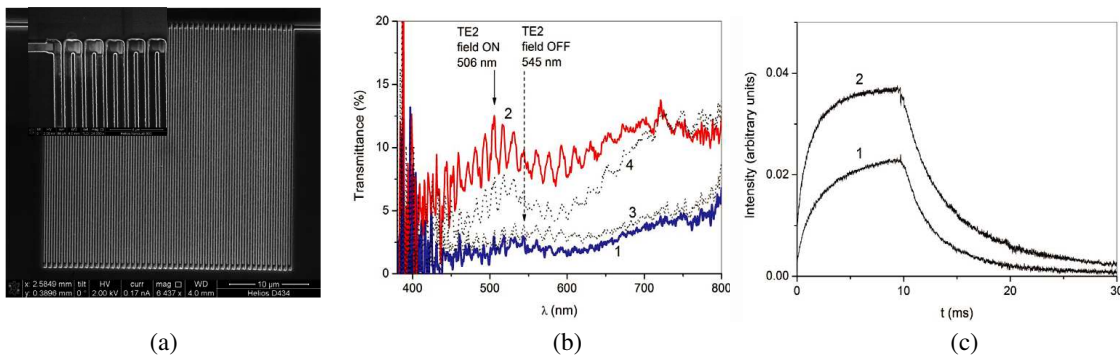 x: 2.5849 mm tilt HV curr mag □ WD 10 µm
y: 0.3896 mm 0 ° 2.00 kV 0.17 nA 6 437 x 4.0 mm Helios D434
(a)
TE2
field ON
506 nm
TE2
field OFF
545 nm
2
4
3
1
Transmittance (%)
0
5
10
15
20
400 500 600 700 800
λ (nm)
(b)
Intensity (arbitrary units)
0.04
0.02
0.00
2
1
0 10 20 30
t (ms)
(c)